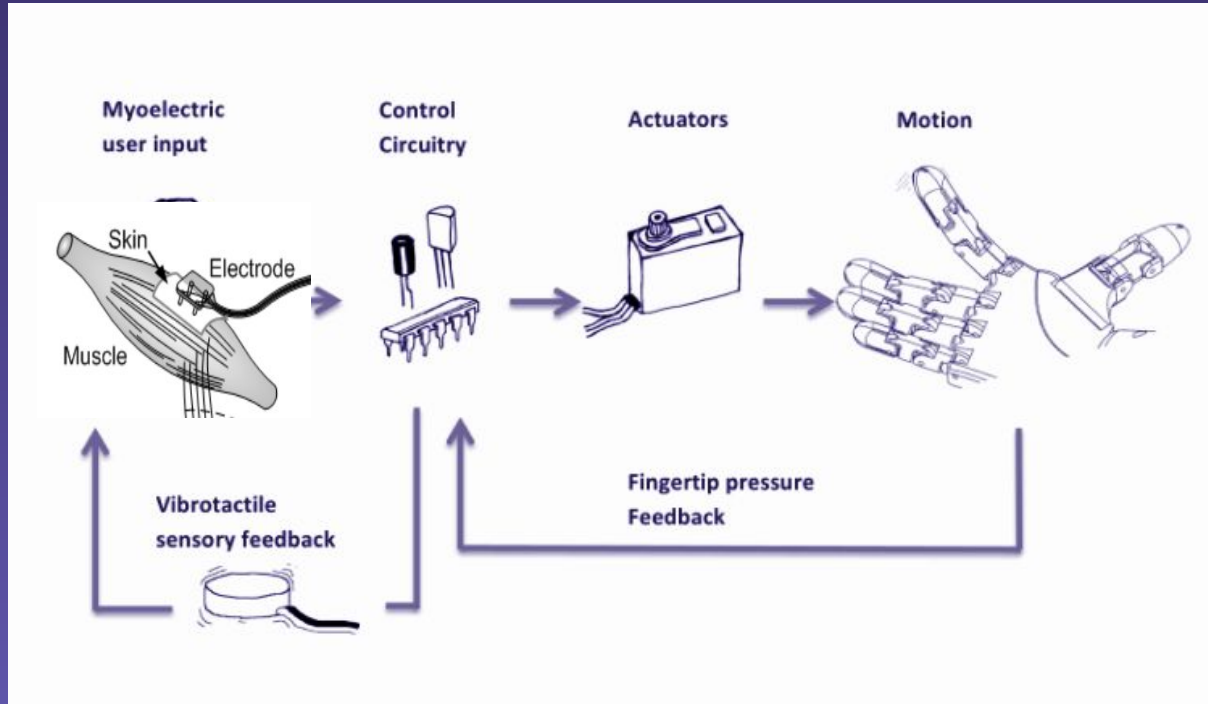 Myoelectric
user input
Control
Circuitry
Actuators
Motion
Skin
Electrode
Muscle
Vibrotactile
sensory feedback
Fingertip pressure
Feedback